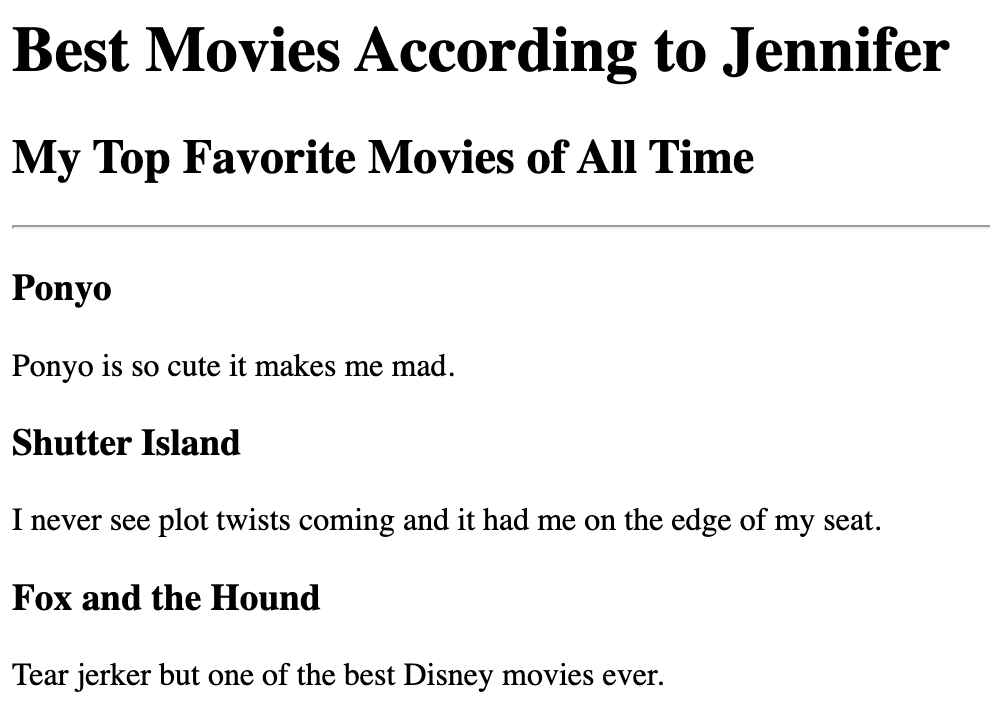 Best Movies According to Jennifer
My Top Favorite Movies of All Time
Ponyo
Ponyo is so cute it makes me mad.
Shutter Island
I never see plot twists coming and it had me on the edge of my seat.
Fox and the Hound
Tear jerker but one of the best Disney movies ever.